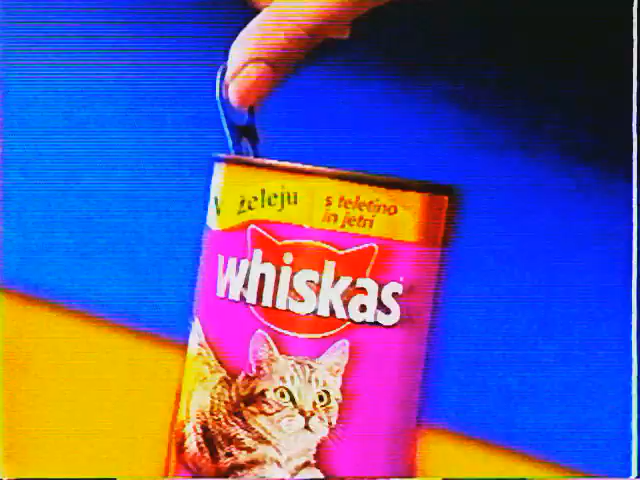 v želeju
s teletino
in jetri
whiskas